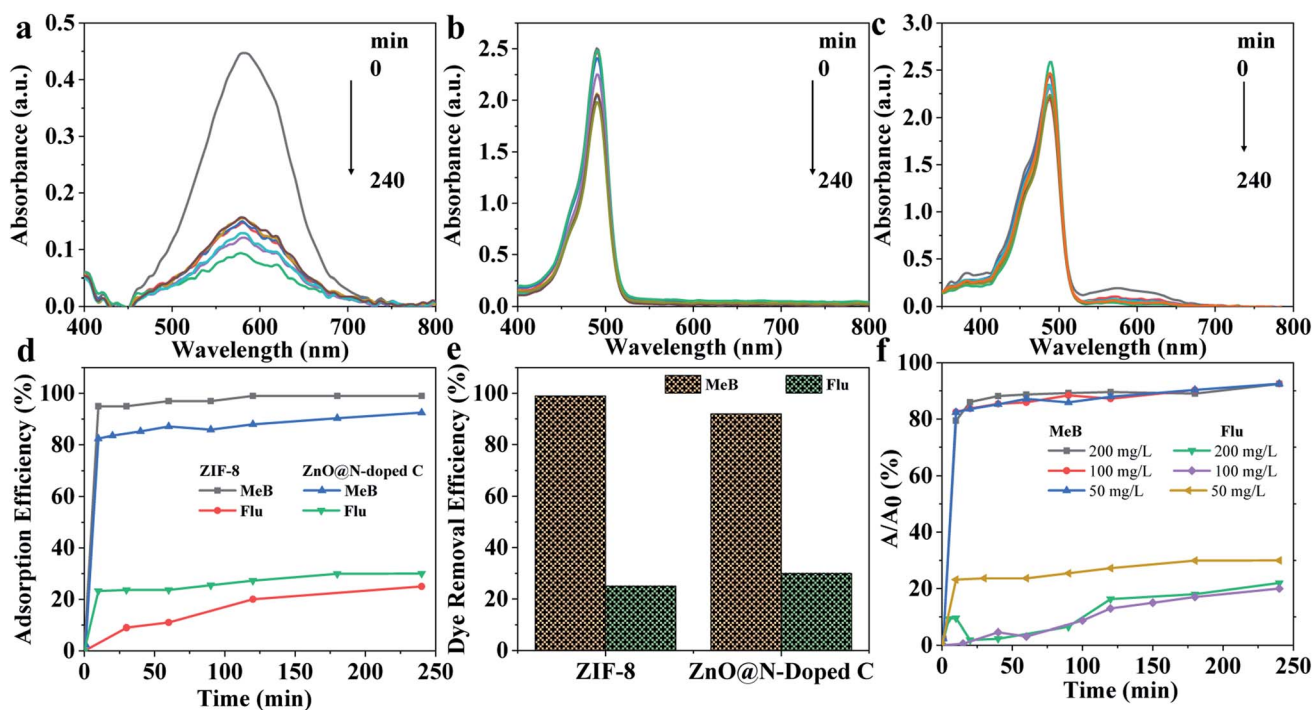 a
0.5
0.4
0.3
0.2
0.1
0.0
400 500 600 700 800
Absorbance (a.u.)
Wavelength (nm)
min
0
240
b
2.5
2.0
1.5
1.0
0.5
0.0
400 500 600 700 800
Absorbance (a.u.)
Wavelength (nm)
min
0
240
c
3.0
2.5
2.0
1.5
1.0
0.5
0
400 500 600 700 800
Absorbance (a.u.)
Wavelength (nm)
min
0
240
d
100
80
60
40
20
0
0 50 100 150 200 250
Adsorption Efficiency (%)
Time (min)
ZIF-8 ZnO@N-doped C
MeB MeB
Flu Flu
e
100
80
60
40
20
0
Dye Removal Efficiency (%)
MeB Flu
ZIF-8 ZnO@N-Doped C
f
100
80
60
40
20
0
0 50 100 150 200 250
A/A0 (%)
Time (min)
MeB Flu
200 mg/L 200 mg/L
100 mg/L 100 mg/L
50 mg/L 50 mg/L